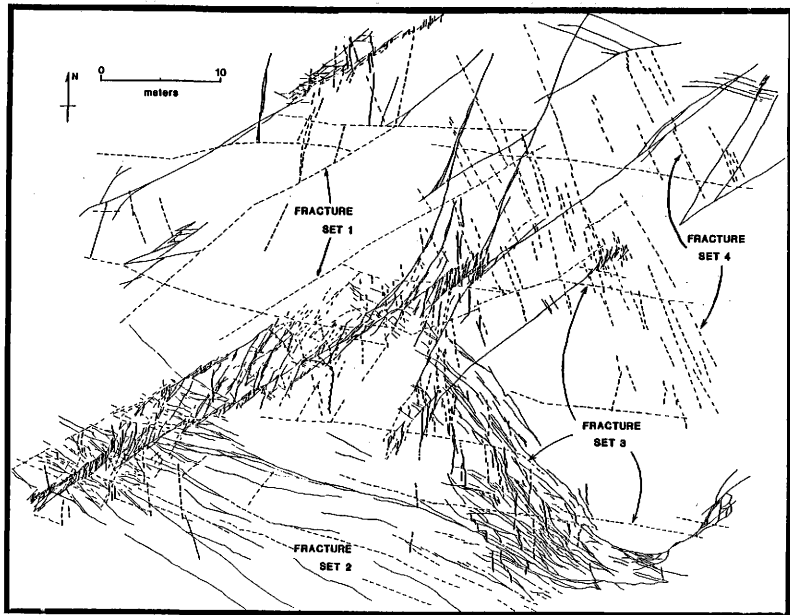 N
0 10
meters
FRACTURE
SET 1
FRACTURE
SET 4
FRACTURE
SET 3
FRACTURE
SET 2